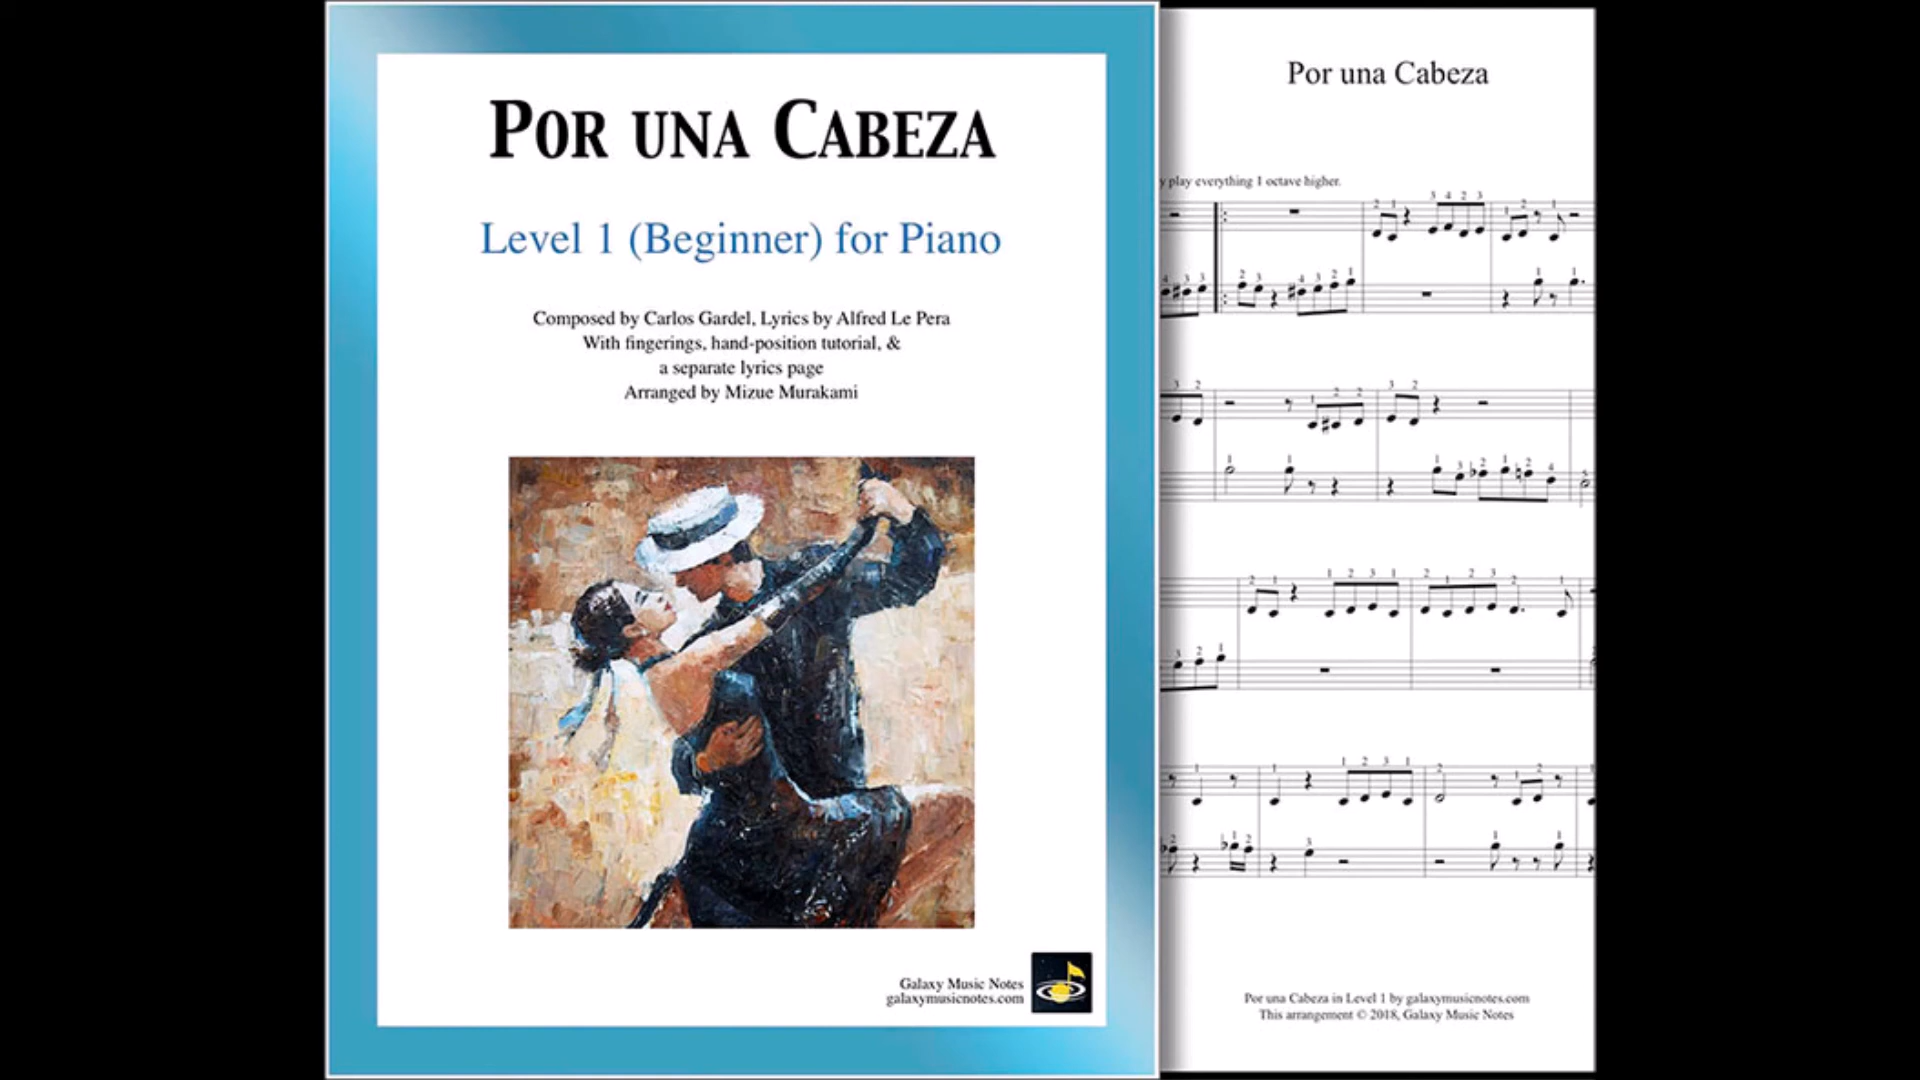 POR UNA CABEZA
Level 1 (Beginner) for Piano
Composed by Carlos Gardel, Lyrics by Alfred Le Pera
With fingerings, hand-position tutorial, &
a separate lyrics page
Arranged by Mizue Murakami
Galaxy Music Notes
galaxymusicnotes.com
Por una Cabeza
y play everything 1 octave higher.
Por una Cabeza in Level 1 by galaxymusicnotes.com
This arrangement © 2018, Galaxy Music Notes